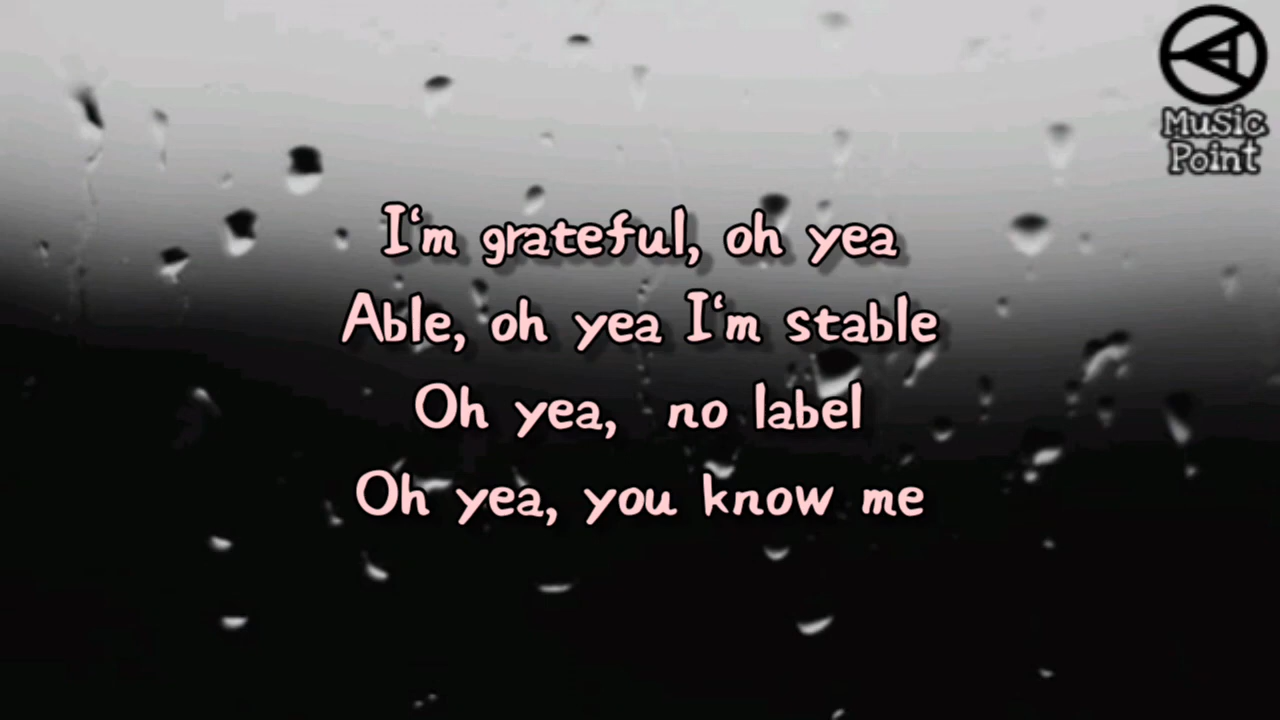 Music
Point
I'm grateful, oh yea
Able, oh yea I'm stable
Oh yea, no label
Oh yea, you know me